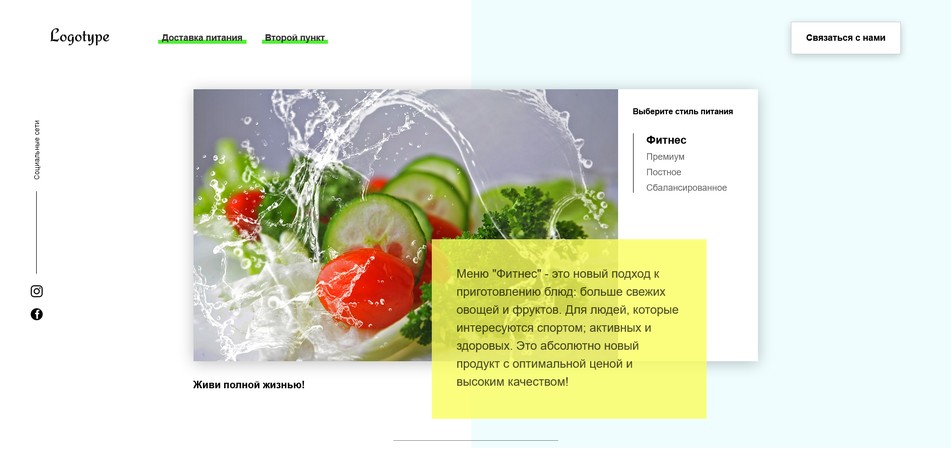 Logotype
Доставка питания
Второй пункт
Связаться с нами
Социальные сети
Выберите стиль питания
Фитнес
Премиум
Постное
Сбалансированное
Меню "Фитнес" - это новый подход к
приготовлению блюд: больше свежих
овощей и фруктов. Для людей, которые
интересуются спортом; активных и
здоровых. Это абсолютно новый
продукт с оптимальной ценой и
высоким качеством!
Живи полной жизнью!